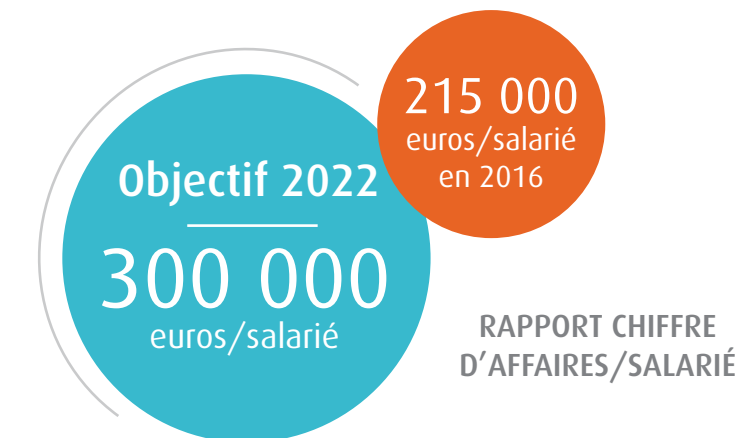 215 000
euros/salarié
en 2016
Objectif 2022
300 000
euros/salarié
RAPPORT CHIFFRE
D’AFFAIRES/SALARIÉ